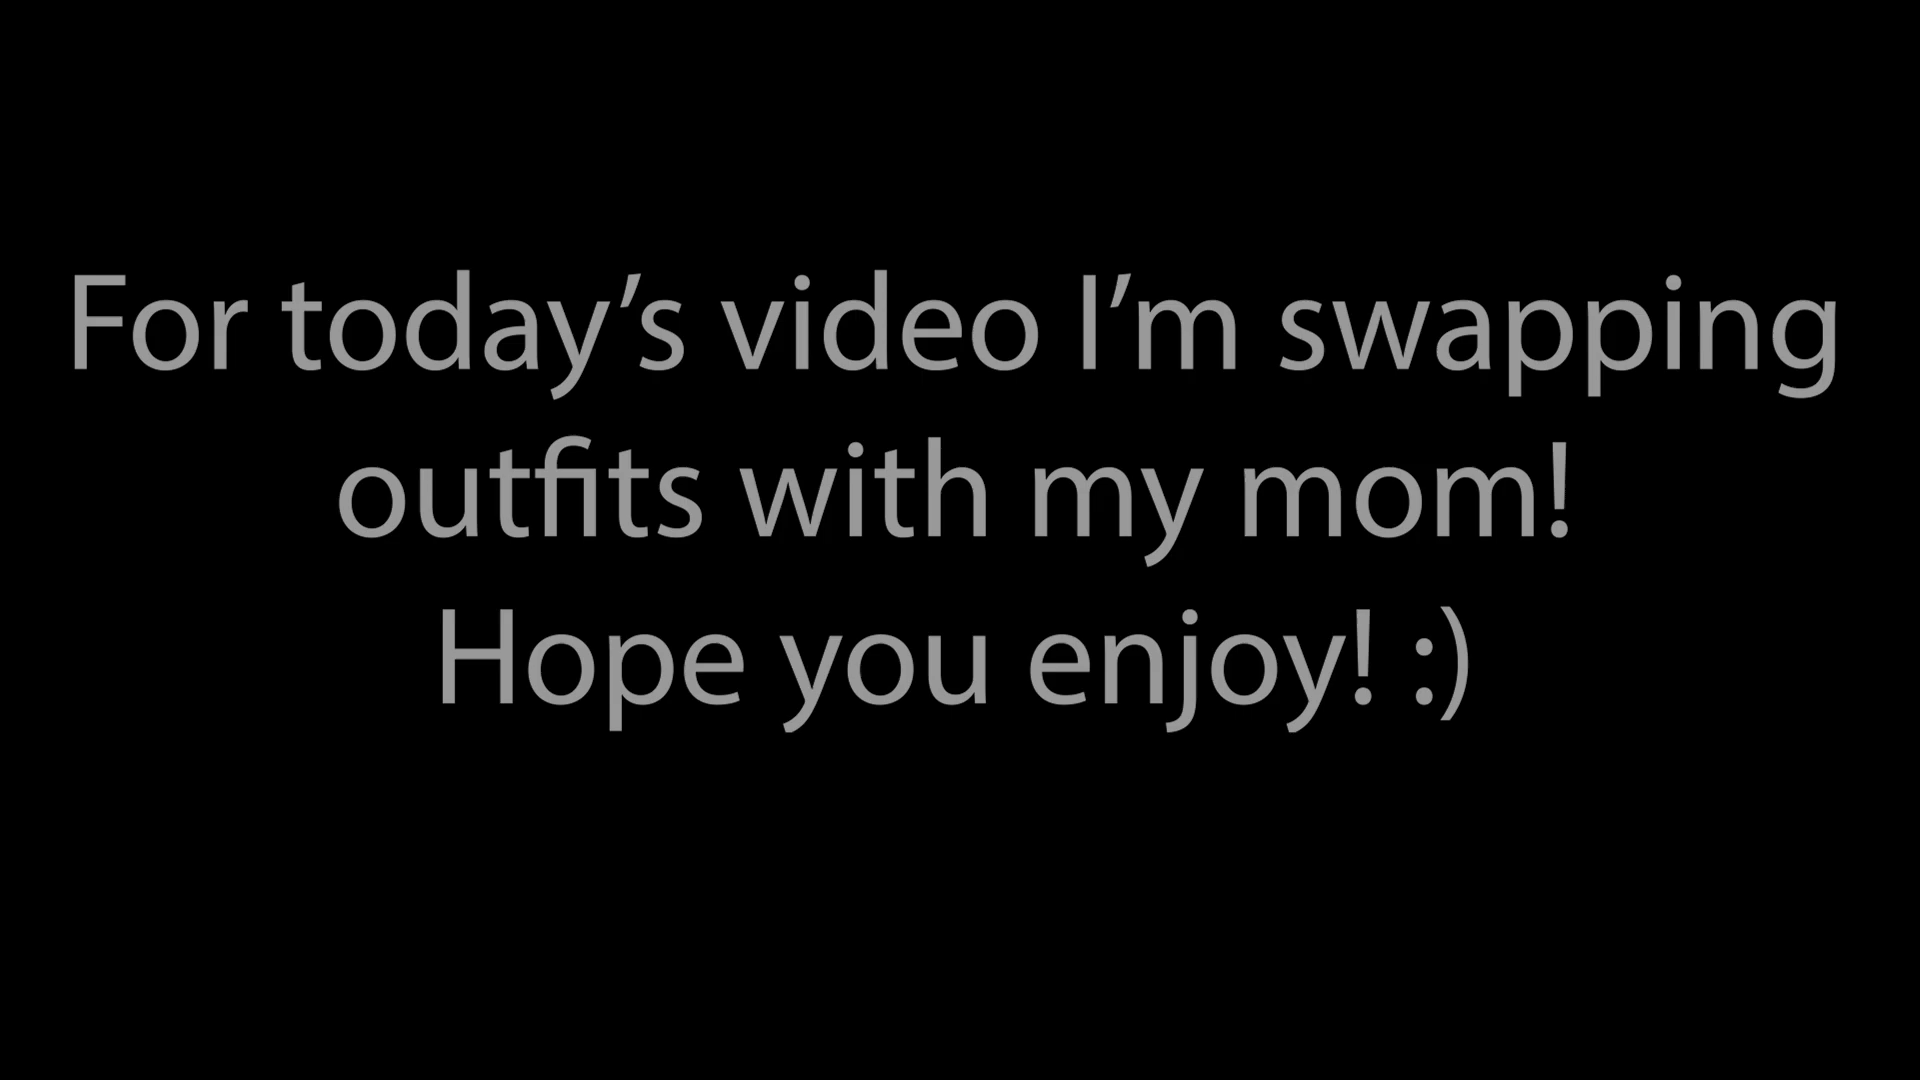 For today’s video I’m swapping
outfits with my mom!
Hope you enjoy! :)